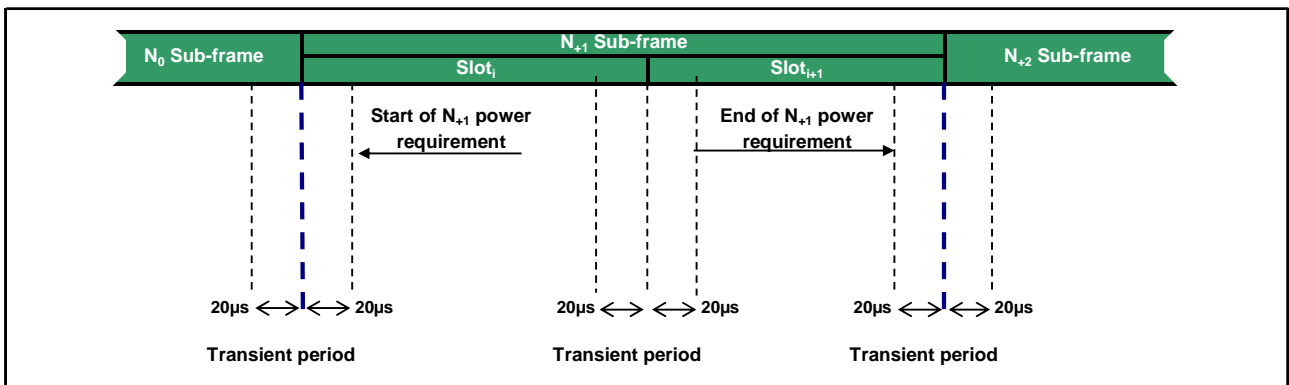 N0 Sub-frame
N+1 Sub-frame
N+2 Sub-frame
Sloti
Sloti+1
Start of N+1 power
requirement
End of N+1 power
requirement
20µs
20µs
20µs
20µs
20µs
20µs
Transient period
Transient period
Transient period